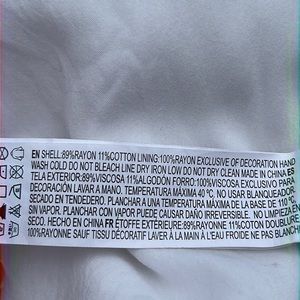 EN SHELL:89%RAYON 11%COTTON LINING:100%RAYON EXCLUSIVE OF DECORATION HAND
WASH COLD DO NOT BLEACH LINE DRY IRON LOW DO NOT DRY CLEAN MADE IN CHINA ES
TELA EXTERIOR:89%VISCOSA 11%ALGODÓN FORRO:100%VISCOSA EXCLUSIVO PARA
DECORACIÓN LAVAR A MANO. TEMPERATURA MÁXIMA 40 °C. NO USAR BLANQUEADOR.
SECADO EN TENDEDERO. PLANCHAR A UNA TEMPERATURA MÁXIMA DE LA BASE DE 110 °C,
SIN VAPOR. PLANCHAR CON VAPOR PUEDE CAUSAR DAÑO IRREVERSIBLE. NO LIMPIEZA EN
SECO. HECHO EN CHINA FR ÉTOFFE EXTÉRIEURE:89%RAYONNE 11%COTON DOUBLURE:
100%RAYONNE SAUF TISSU DÉCORATIF LAVER À LA MAIN À L'EAU FROIDE NE PAS BLANCHIR